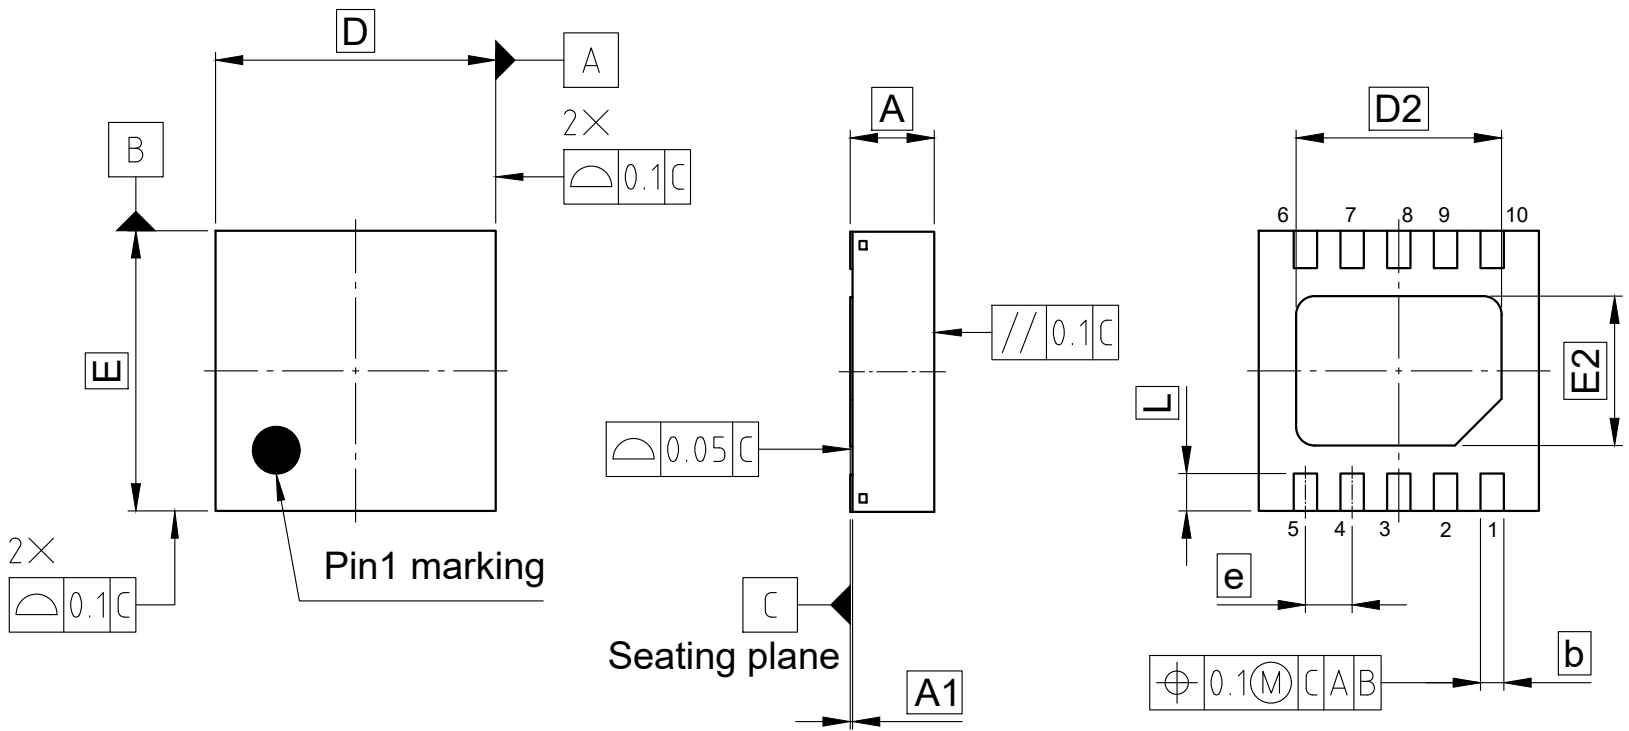 D
A
2×
⌓ 0.1 C
B
E
2×
⌓ 0.1 C
Pin1 marking
A
// 0.1 C
⌓ 0.05 C
C
Seating plane
A1
D2
6 7 8 9 10
E2
L
5 4 3 2 1
e
b
⌖ 0.1 Ⓜ C A B